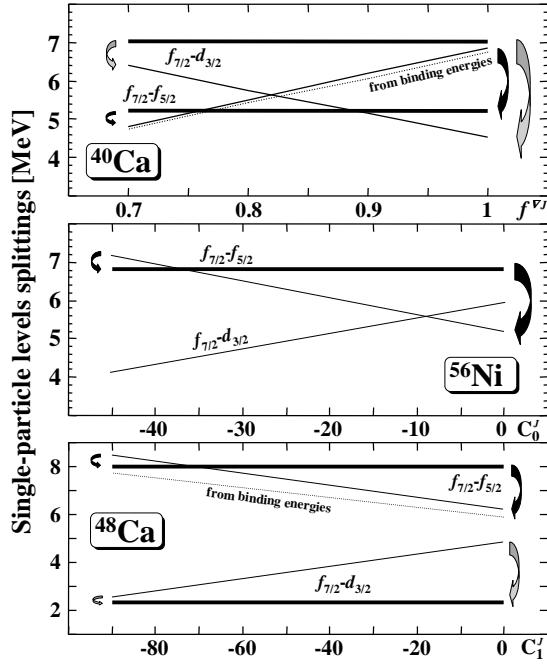 Single-particle levels splittings [MeV]
7
6
5
4
3
f7/2-d3/2
f7/2-f5/2
from binding energies
40Ca
0.7 0.8 0.9 1 f∇J
7
6
5
4
f7/2-f5/2
f7/2-d3/2
56Ni
-40 -30 -20 -10 0 C0J
8
6
4
2
f7/2-f5/2
from binding energies
48Ca
f7/2-d3/2
-80 -60 -40 -20 0 C1J